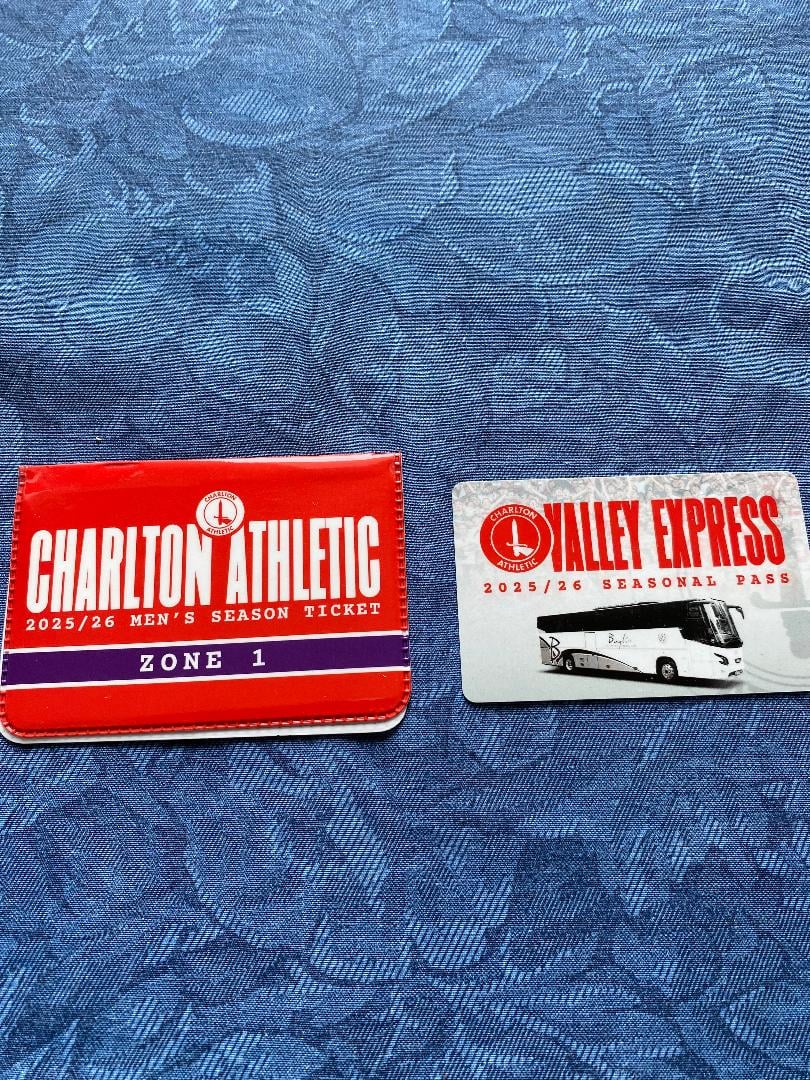 CHARLTON
ATHLETIC
CHARLTON ATHLETIC
2025/26 MEN'S SEASON TICKET
ZONE 1
CHARLTON
ATHLETIC
VALLEY EXPRESS
2025/26 SEASONAL PASS
B